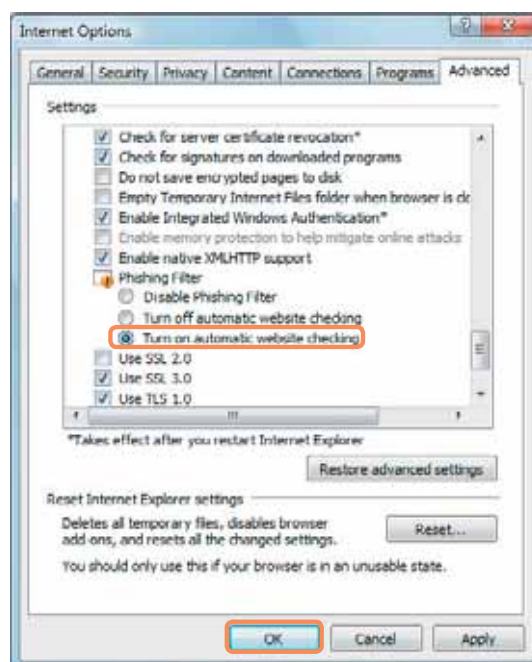 Internet Options
General Security Privacy Content Connections Programs Advanced
Settings
Check for server certificate revocation*
Check for signatures on downloaded programs
Do not save encrypted pages to disk
Empty Temporary Internet Files folder when browser is clo
Enable Integrated Windows Authentication*
Enable memory protection to help mitigate online attacks
Enable native XMLHTTP support
Phishing Filter
Disable Phishing Filter
Turn off automatic website checking
Turn on automatic website checking
Use SSL 2.0
Use SSL 3.0
Use TLS 1.0
*Takes effect after you restart Internet Explorer
Restore advanced settings
Reset Internet Explorer settings
Deletes all temporary files, disables browser
add-ons, and resets all the changed settings.
Reset...
You should only use this if your browser is in an unusable state.
OK Cancel Apply